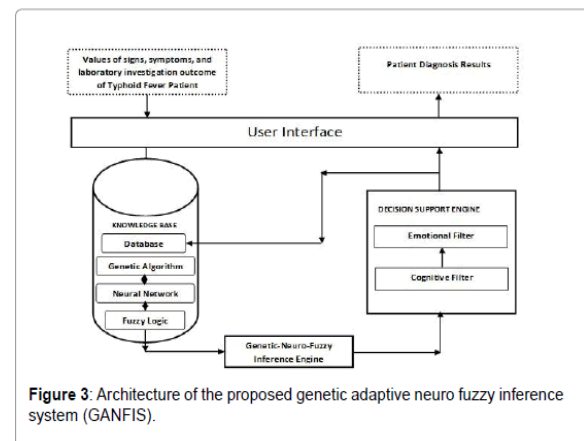 Values of signs, symptoms, and
laboratory investigation outcome
of Typhoid Fever Patient
Patient Diagnosis Results
User Interface
KNOWLEDGE BASE
Database
Genetic Algorithm
Neural Network
Fuzzy Logic
DECISION SUPPORT ENGINE
Emotional Filter
Cognitive Filter
Genetic-Neuro-Fuzzy
Inference Engine
Figure 3: Architecture of the proposed genetic adaptive neuro fuzzy inference
system (GANFIS).